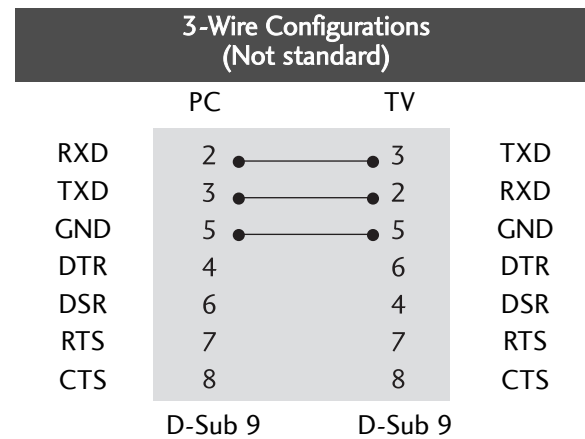 3-Wire Configurations
(Not standard)
PC TV
RXD 2 3 TXD
TXD 3 2 RXD
GND 5 5 GND
DTR 4 6 DTR
DSR 6 4 DSR
RTS 7 7 RTS
CTS 8 8 CTS
D-Sub 9 D-Sub 9